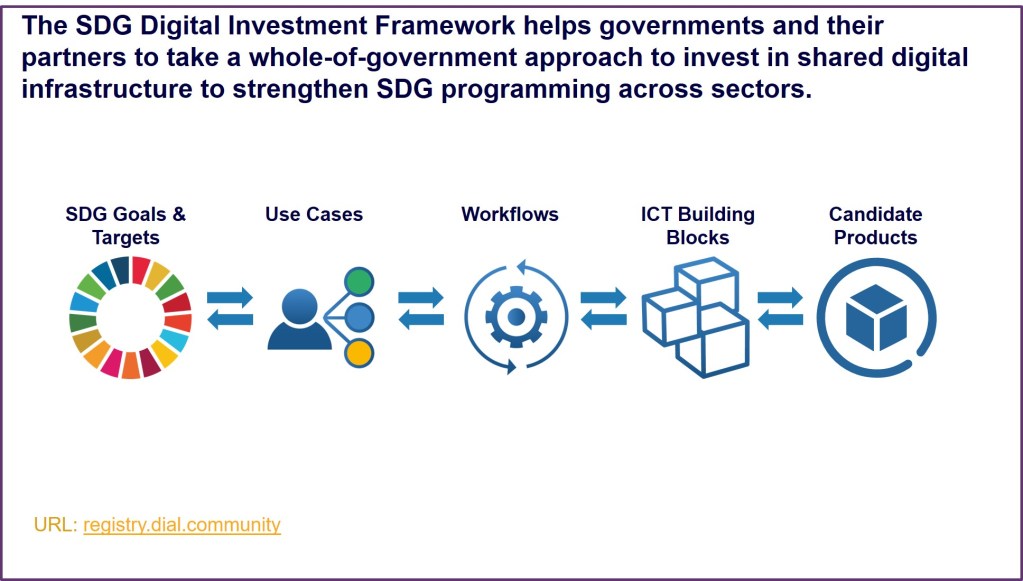 The SDG Digital Investment Framework helps governments and their
partners to take a whole-of-government approach to invest in shared digital
infrastructure to strengthen SDG programming across sectors.
SDG Goals &
Targets
Use Cases
Workflows
ICT Building
Blocks
Candidate
Products
URL: registry.dial.community